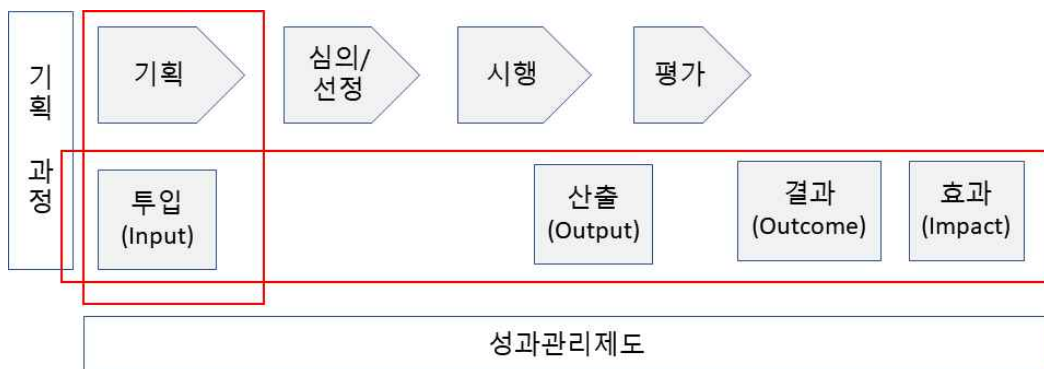 기획 과정
기획
심의/
선정
시행
평가
투입
(Input)
산출
(Output)
결과
(Outcome)
효과
(Impact)
성과관리제도